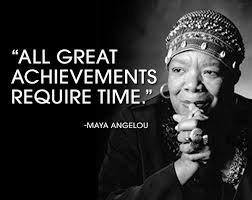 “ALL GREAT
ACHIEVEMENTS
REQUIRE TIME.”
-MAYA ANGELOU